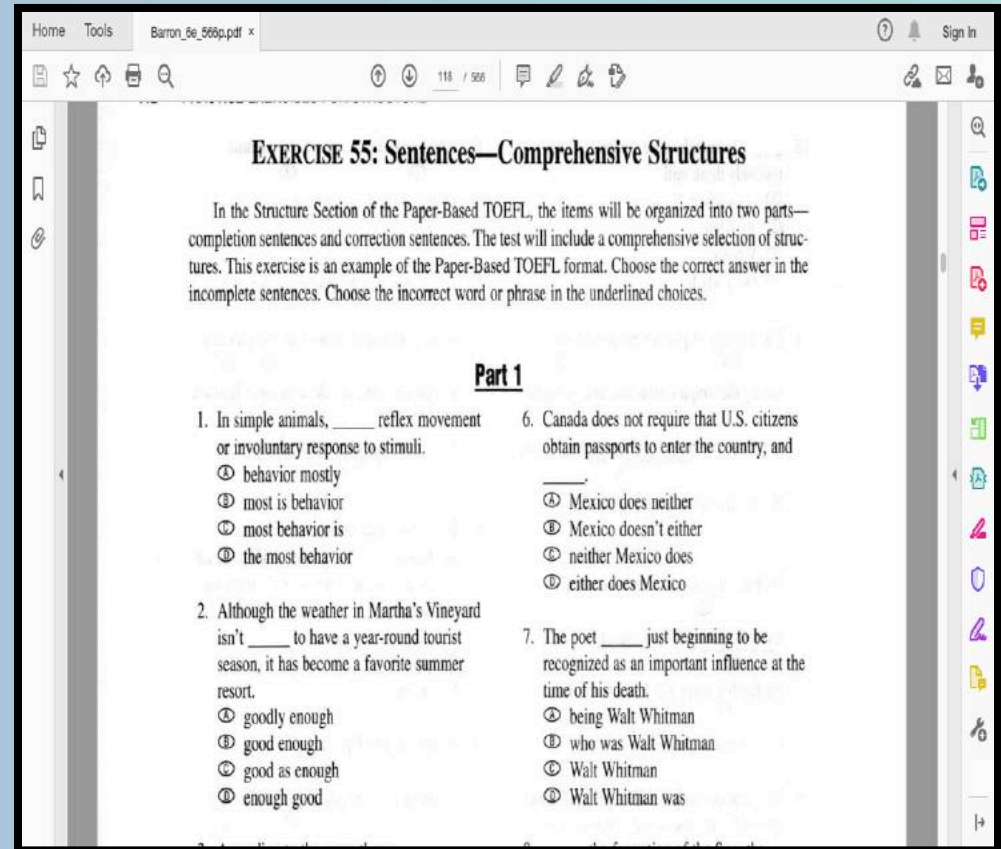 Home Tools Barron_6e_566p.pdf × Sign In
118 / 566
EXERCISE 55: Sentences—Comprehensive Structures
In the Structure Section of the Paper-Based TOEFL, the items will be organized into two parts—
completion sentences and correction sentences. The test will include a comprehensive selection of struc-
tures. This exercise is an example of the Paper-Based TOEFL format. Choose the correct answer in the
incomplete sentences. Choose the incorrect word or phrase in the underlined choices.
Part 1
1. In simple animals, _____ reflex movement
or involuntary response to stimuli.
Ⓐ behavior mostly
Ⓑ most is behavior
Ⓒ most behavior is
Ⓓ the most behavior
2. Although the weather in Martha's Vineyard
isn't _____ to have a year-round tourist
season, it has become a favorite summer
resort.
Ⓐ goodly enough
Ⓑ good enough
Ⓒ good as enough
Ⓓ enough good
6. Canada does not require that U.S. citizens
obtain passports to enter the country, and
_____.
Ⓐ Mexico does neither
Ⓑ Mexico doesn't either
Ⓒ neither Mexico does
Ⓓ either does Mexico
7. The poet _____ just beginning to be
recognized as an important influence at the
time of his death.
Ⓐ being Walt Whitman
Ⓑ who was Walt Whitman
Ⓒ Walt Whitman
Ⓓ Walt Whitman was